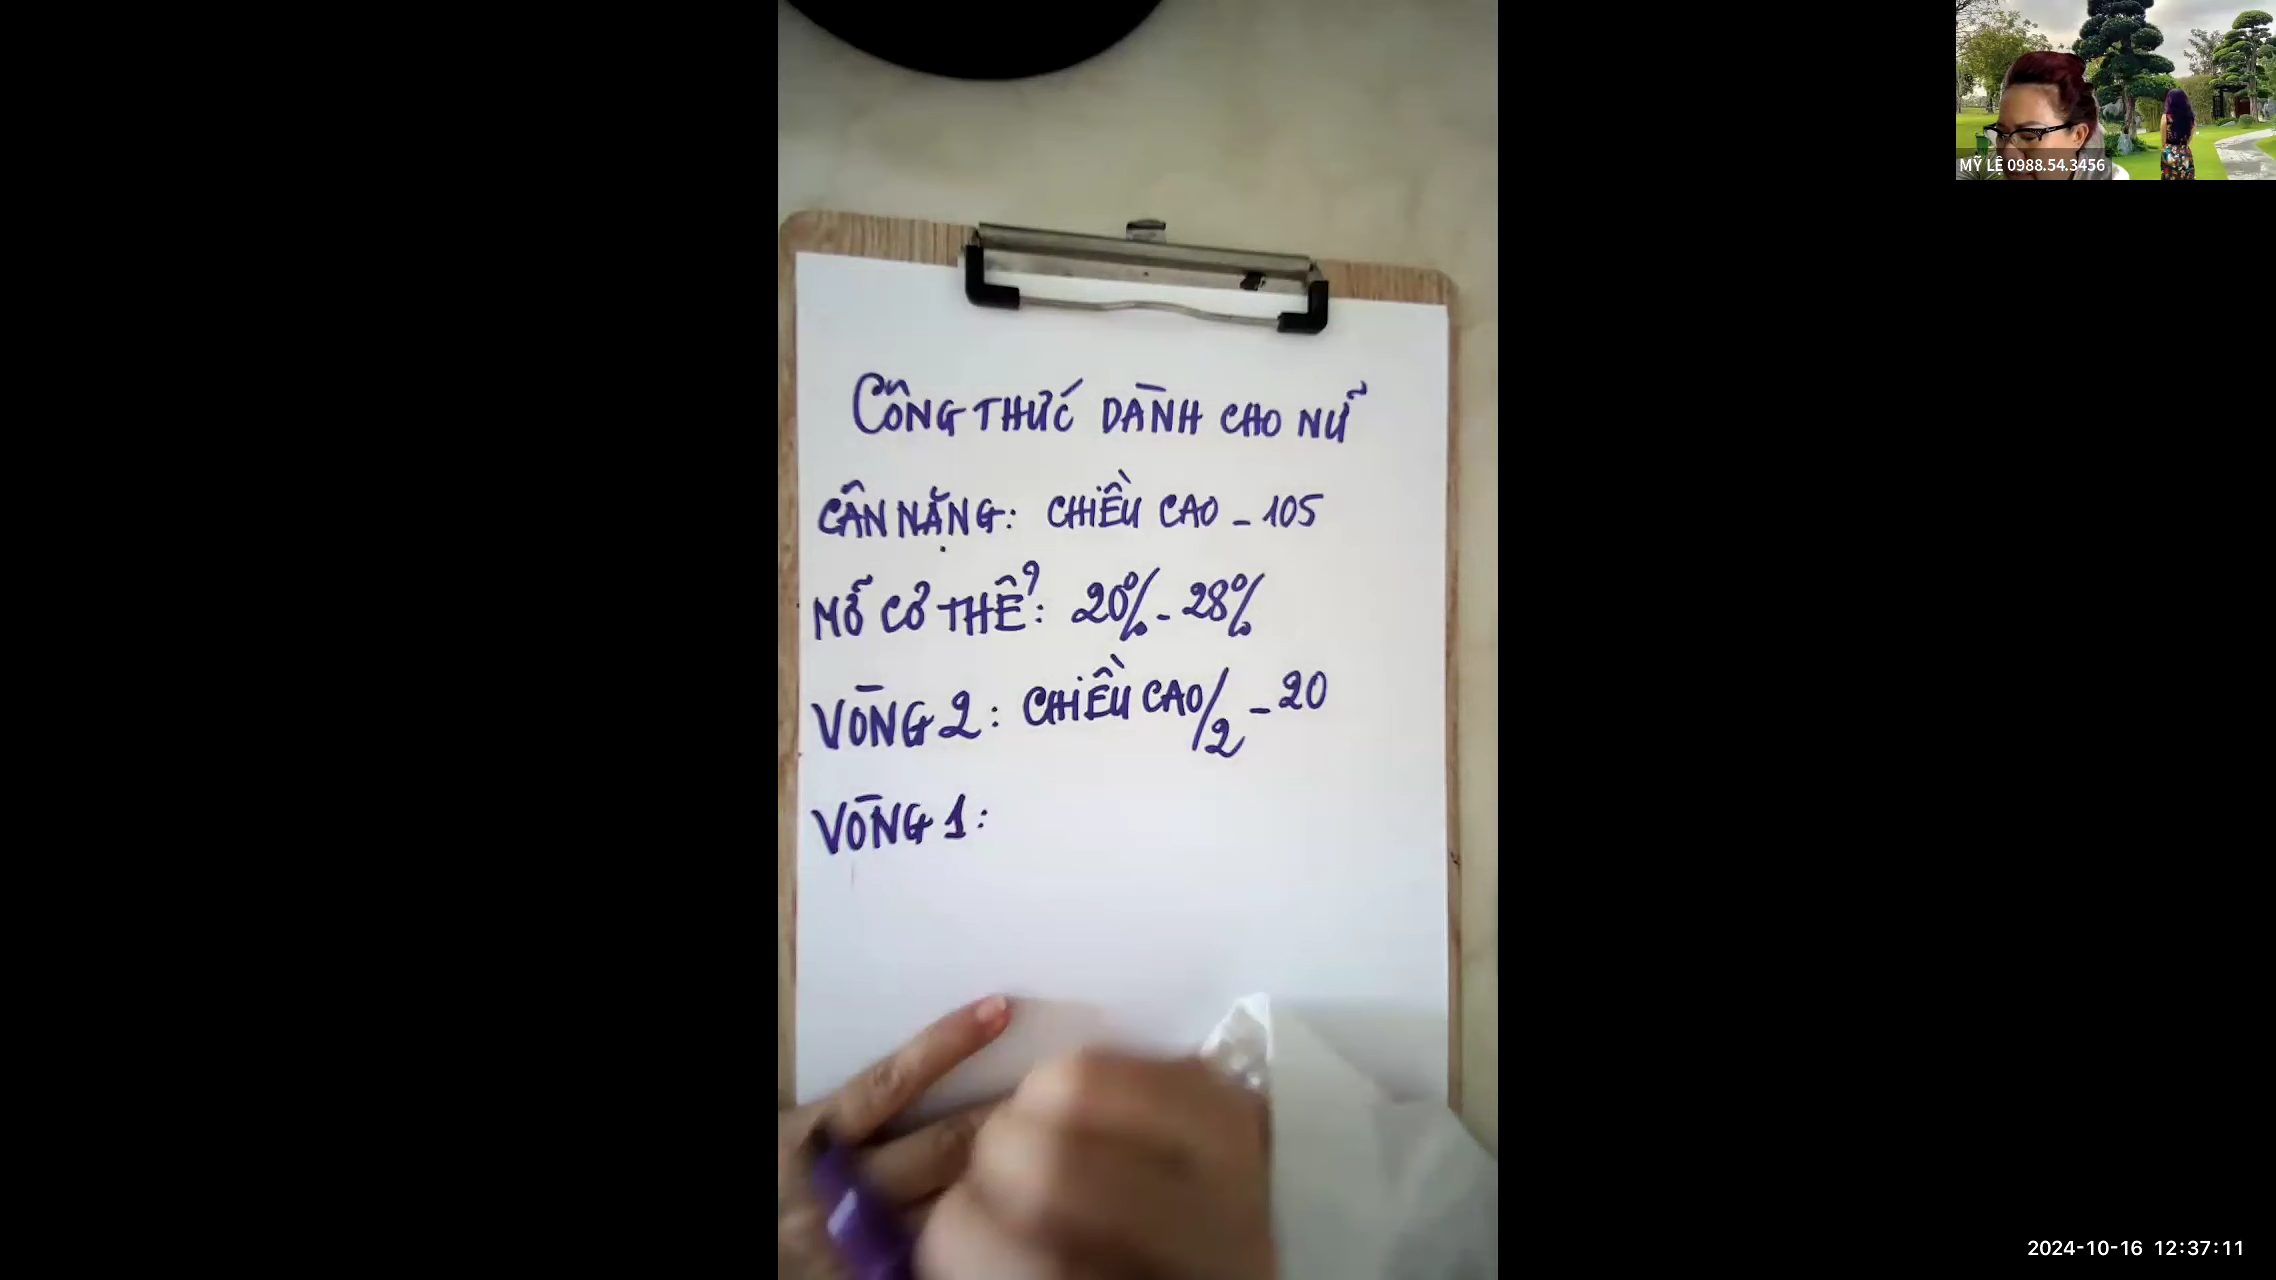 MỸ LỆ 0988.54.3456
CÔNG THỨC DÀNH CHO NỮ
CÂN NẶNG: CHIỀU CAO - 105
MỠ CƠ THỂ: 20% - 28%
VÒNG 2: CHIỀU CAO/2 - 20
VÒNG 1:
2024-10-16 12:37:11